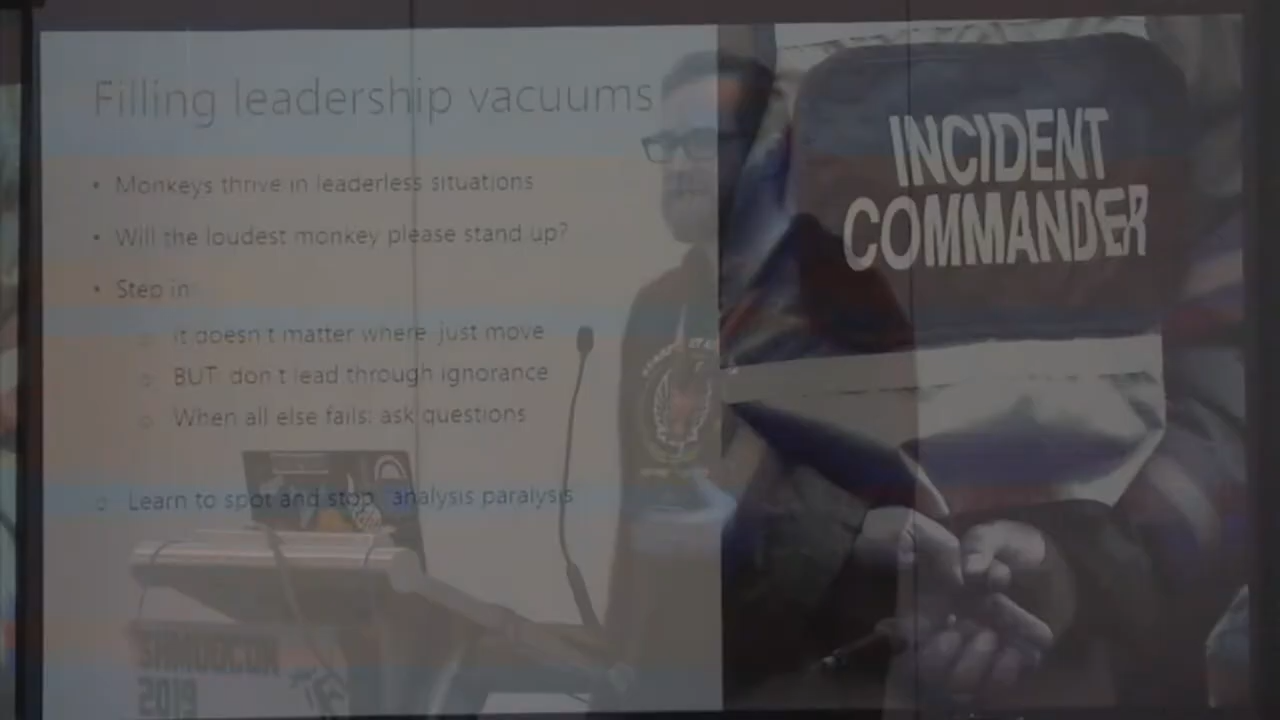 Filling leadership vacuums
• Monkeys thrive in leaderless situations
• Will the loudest monkey please stand up?
• Step in:
it doesn't matter where just move
BUT don't lead through ignorance
When all else fails: ask questions
Learn to spot and stop analysis paralysis
INCIDENT
COMMANDER
SHMOOCON
2019